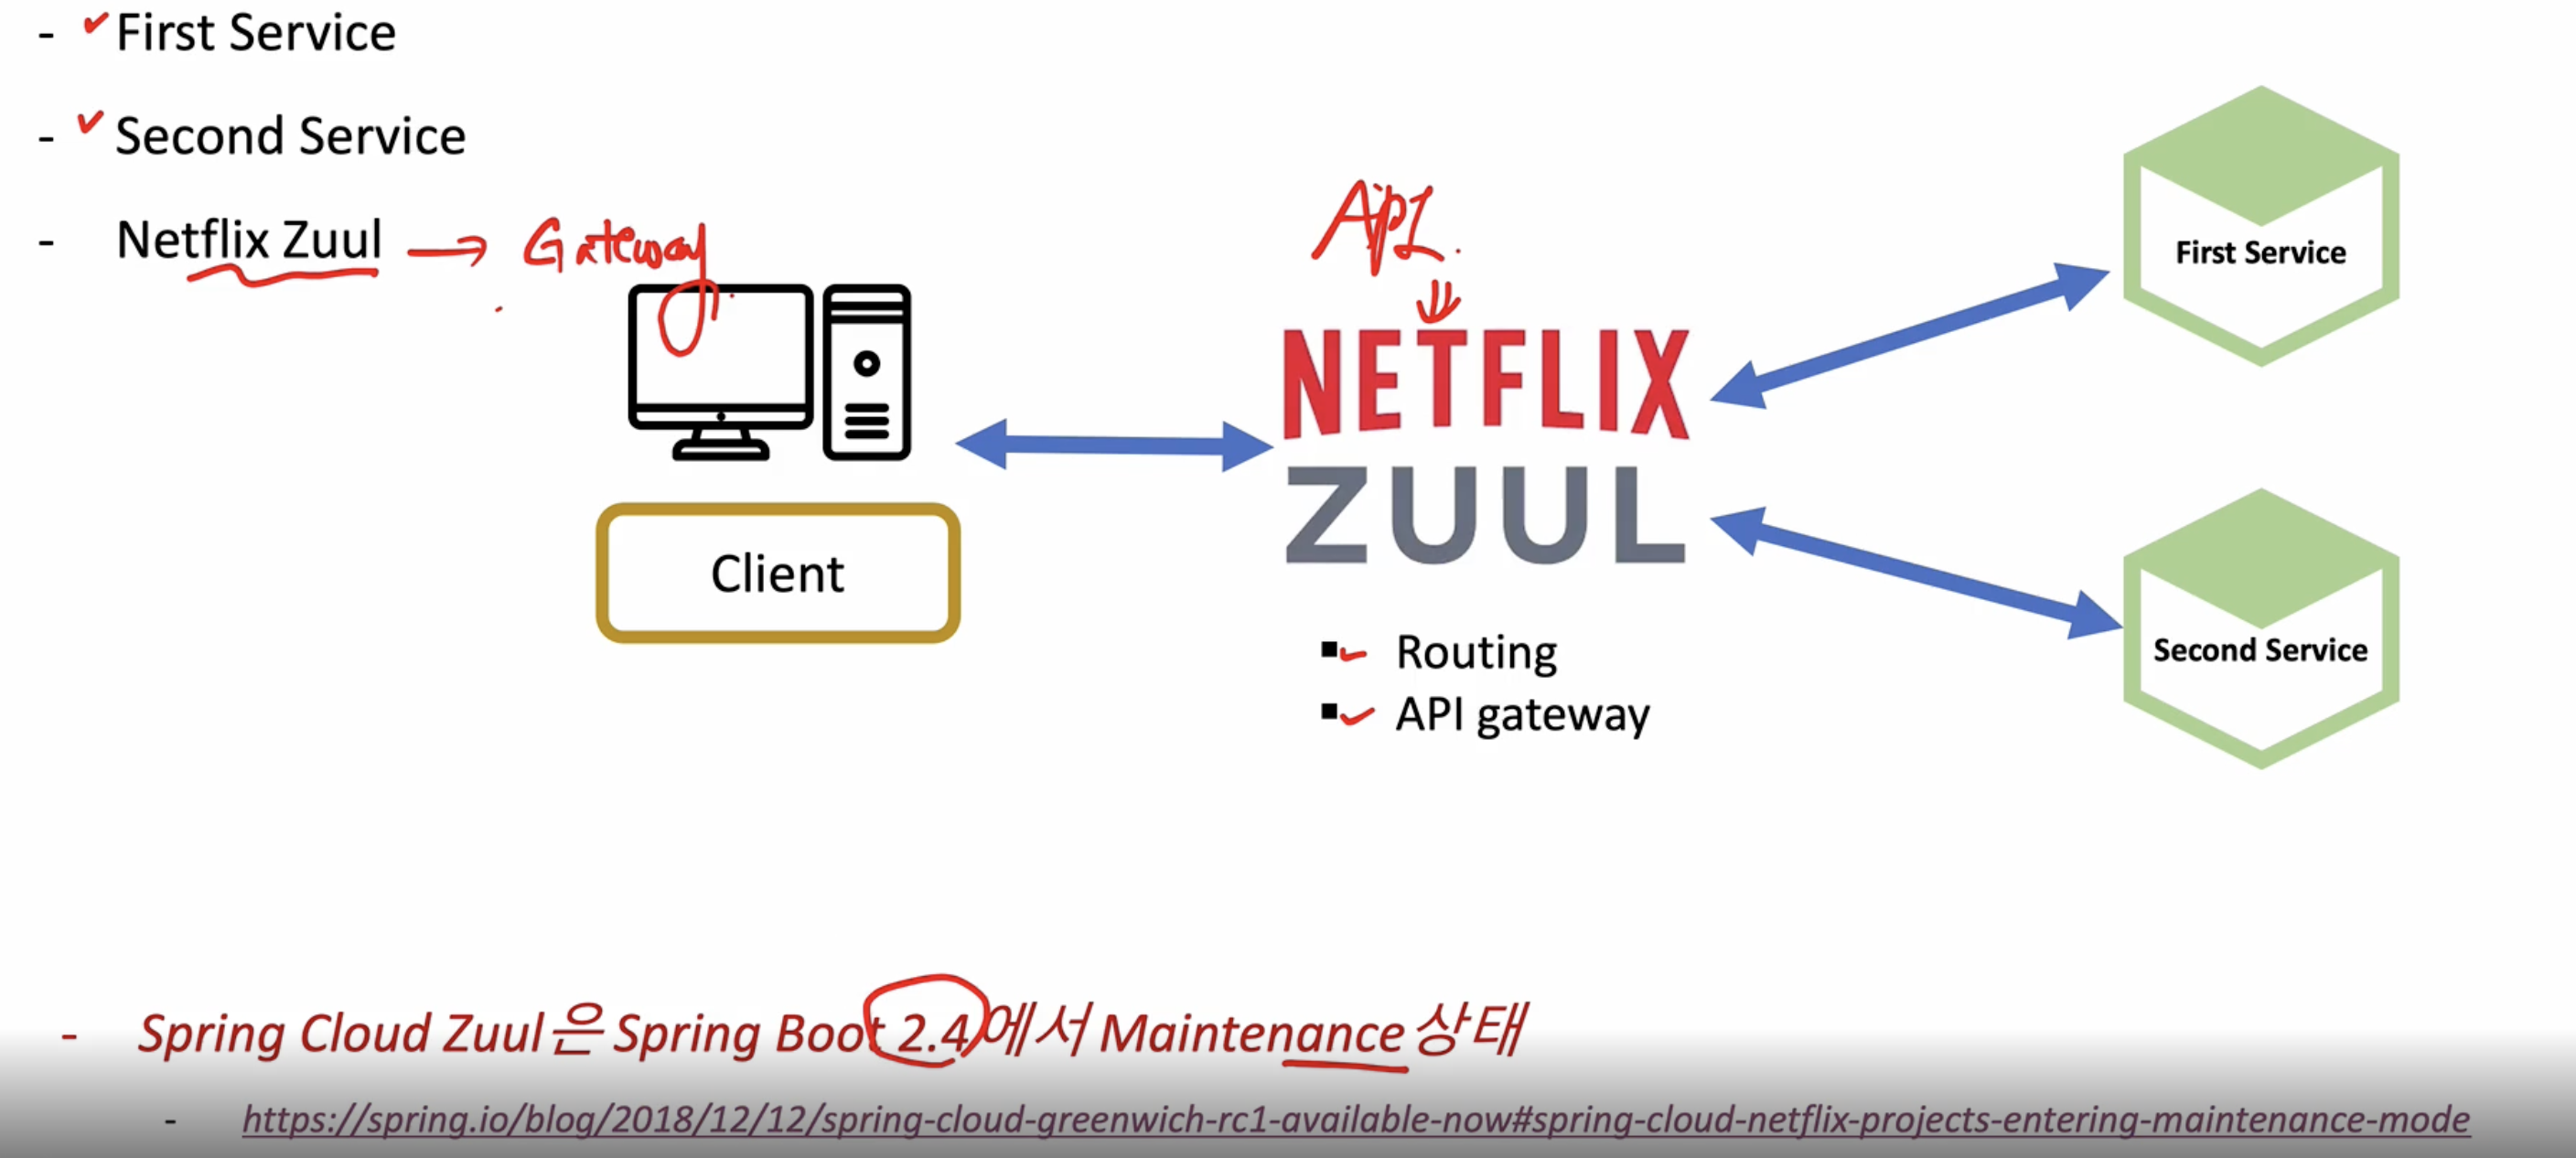 - First Service
- Second Service
- Netflix Zuul → Gateway
API
NETFLIX
ZUUL
First Service
Client
Second Service
■ Routing
■ API gateway
- Spring Cloud Zuul은 Spring Boot 2.4에서 Maintenance 상태
- https://spring.io/blog/2018/12/12/spring-cloud-greenwich-rc1-available-now#spring-cloud-netflix-projects-entering-maintenance-mode